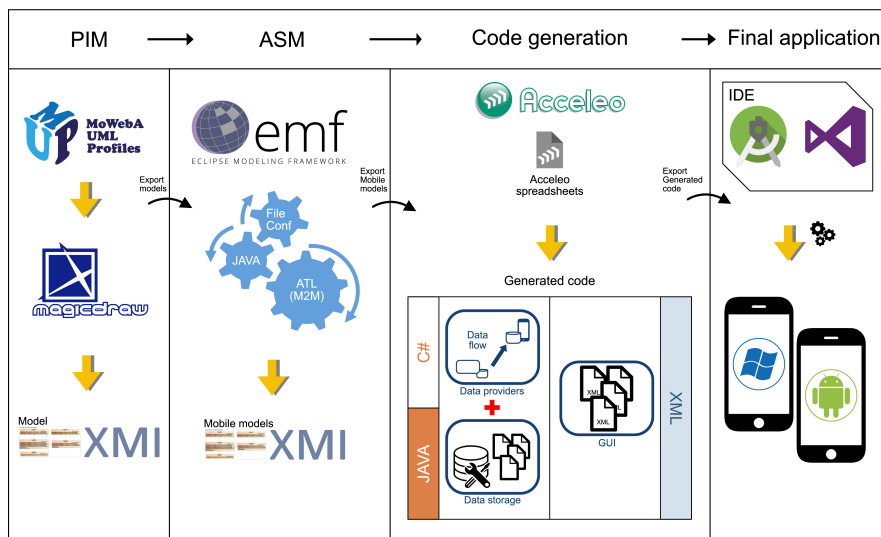 PIM
ASM
Code generation
Final application
MUP
MoWebA
UML
Profiles
Export
models
magicdraw
Model
XMI
emf
ECLIPSE MODELING FRAMEWORK
Export
Mobile
models
File
Conf
JAVA
ATL
(M2M)
Mobile models
XMI
Acceleo
Acceleo
spreadsheets
Export
Generated
code
Generated code
C#
JAVA
Data
flow
Data providers
Data storage
XML
XML
XML
XML
GUI
XML
IDE